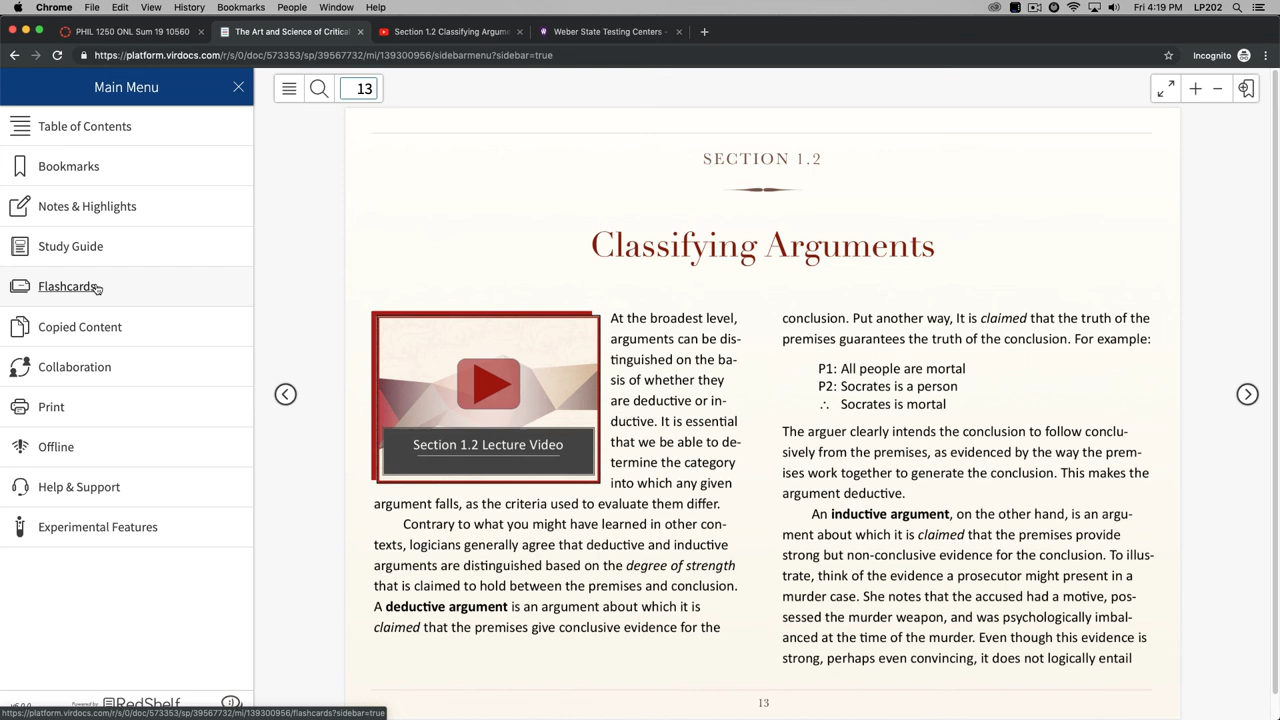 Chrome File Edit View History Bookmarks People Window Help Fri 4:19 PM LP202
PHIL 1250 ONL Sum 19 10560 × The Art and Science of Critical × Section 1.2 Classifying Argume × Weber State Testing Centers - × +
https://platform.virdocs.com/r/s/0/doc/573353/sp/39567732/mi/139300956/sidebarmenu?sidebar=true Incognito
Main Menu
Table of Contents
Bookmarks
Notes & Highlights
Study Guide
Flashcards
Copied Content
Collaboration
Print
Offline
Help & Support
Experimental Features
Powered by RedShelf
https://platform.virdocs.com/r/s/0/doc/573353/sp/39567732/mi/139300956/flashcards?sidebar=true
13
SECTION 1.2
Classifying Arguments
Section 1.2 Lecture Video
At the broadest level,
arguments can be dis-
tinguished on the ba-
sis of whether they
are deductive or in-
ductive. It is essential
that we be able to de-
termine the category
into which any given
argument falls, as the criteria used to evaluate them differ.
Contrary to what you might have learned in other con-
texts, logicians generally agree that deductive and inductive
arguments are distinguished based on the degree of strength
that is claimed to hold between the premises and conclusion.
A deductive argument is an argument about which it is
claimed that the premises give conclusive evidence for the
conclusion. Put another way, It is claimed that the truth of the
premises guarantees the truth of the conclusion. For example:
P1: All people are mortal
P2: Socrates is a person
∴ Socrates is mortal
The arguer clearly intends the conclusion to follow conclu-
sively from the premises, as evidenced by the way the prem-
ises work together to generate the conclusion. This makes the
argument deductive.
An inductive argument, on the other hand, is an argu-
ment about which it is claimed that the premises provide
strong but non-conclusive evidence for the conclusion. To illus-
trate, think of the evidence a prosecutor might present in a
murder case. She notes that the accused had a motive, pos-
sessed the murder weapon, and was psychologically imbal-
anced at the time of the murder. Even though this evidence is
strong, perhaps even convincing, it does not logically entail
13